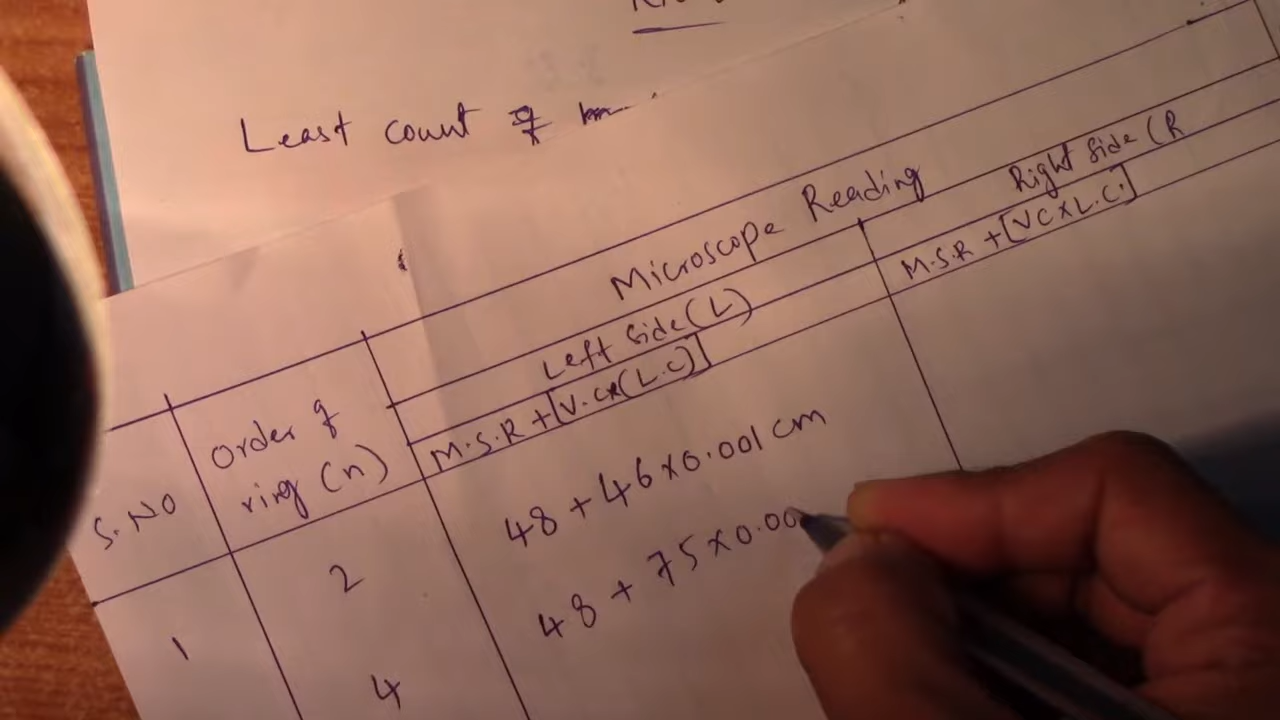 Least count of
Microscope Reading
Left Side (L)
Right Side (R
M.S.R + [V.C x (L.C)]
M.S.R + [VC X L.C.]
S.NO
Order of
ring (n)
1
2
48 + 46 x 0.001 cm
4
48 + 75 x 0.00